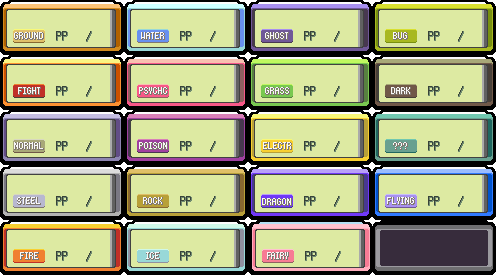 GROUND PP /
WATER PP /
GHOST PP /
BUG PP /
FIGHT PP /
PSYCHC PP /
GRASS PP /
DARK PP /
NORMAL PP /
POISON PP /
ELECTR PP /
??? PP /
STEEL PP /
ROCK PP /
DRAGON PP /
FLYING PP /
FIRE PP /
ICE PP /
FAIRY PP /